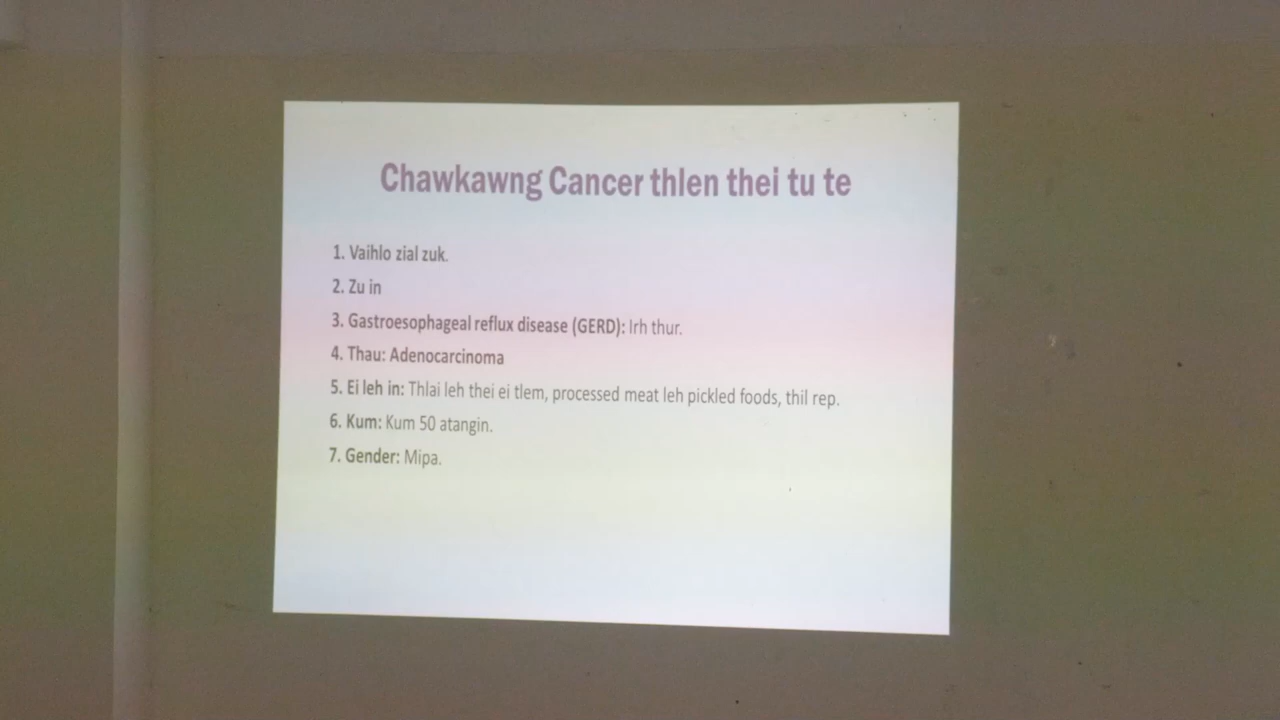 Chawkawng Cancer thlen thei tu te
1. Vaihlo zial zuk.
2. Zu in
3. Gastroesophageal reflux disease (GERD): Irh thur.
4. Thau: Adenocarcinoma
5. Ei leh in: Thlai leh thei ei tlem, processed meat leh pickled foods, thil rep.
6. Kum: Kum 50 atangin.
7. Gender: Mipa.